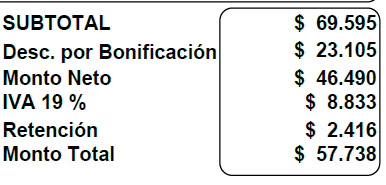 SUBTOTAL $ 69.595
Desc. por Bonificación $ 23.105
Monto Neto $ 46.490
IVA 19 % $ 8.833
Retención $ 2.416
Monto Total $ 57.738